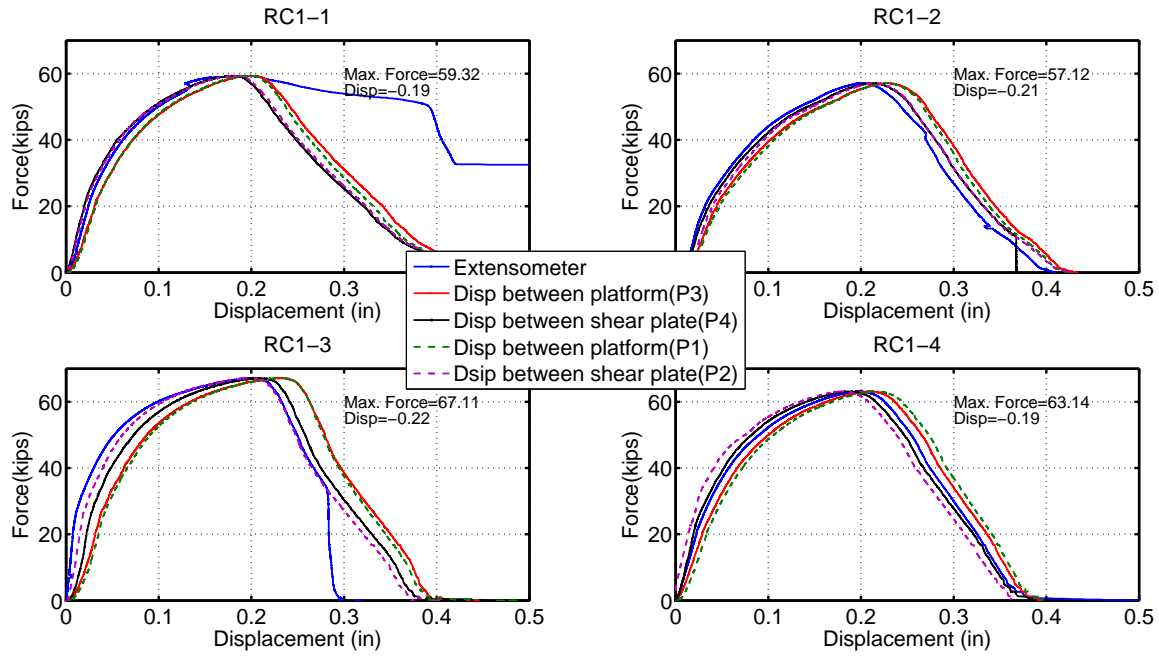 RC1−1
RC1−2
60
40
20
0
Force(kips)
Max. Force=59.32
Disp=−0.19
0 0.1 0.2 0.3 0.4 0.5
Displacement (in)
60
40
20
0
Force(kips)
Max. Force=57.12
Disp=−0.21
0.1 0.2 0.3 0.4 0.5
Displacement (in)
Extensometer
Disp between platform(P3)
Disp between shear plate(P4)
Disp between platform(P1)
Dsip between shear plate(P2)
RC1−3
RC1−4
60
40
20
0
Force(kips)
Max. Force=67.11
Disp=−0.22
0 0.1 0.2 0.3 0.4 0.5
Displacement (in)
60
40
20
0
Force(kips)
Max. Force=63.14
Disp=−0.19
0 0.1 0.2 0.3 0.4 0.5
Displacement (in)